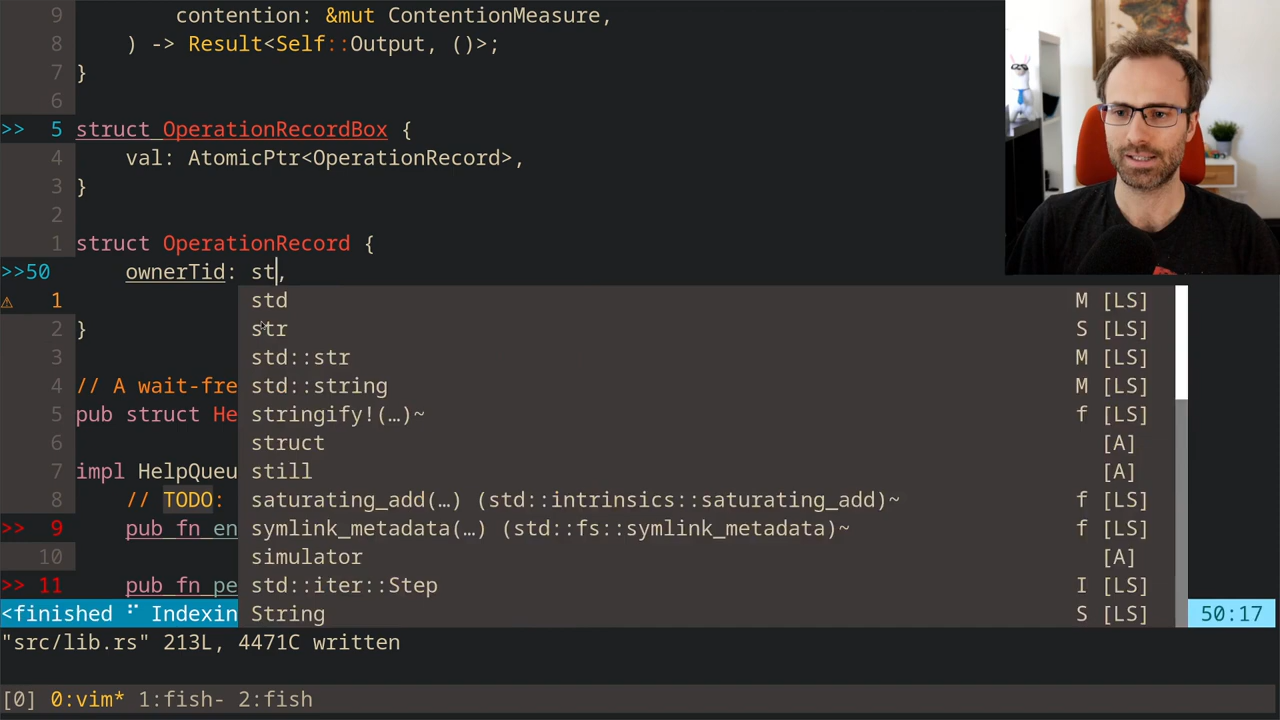 9 contention: &mut ContentionMeasure,
8 ) -> Result<Self::Output, ()>;
7 }
6
>> 5 struct OperationRecordBox {
4 val: AtomicPtr<OperationRecord>,
3 }
2
1 struct OperationRecord {
>>50 ownerTid: st,
⚠ 1 std M [LS]
2 } str S [LS]
3 std::str M [LS]
4 // A wait-fre std::string M [LS]
5 pub struct He stringify!(…)~ f [LS]
6 struct [A]
7 impl HelpQueu still [A]
8 // TODO: saturating_add(…) (std::intrinsics::saturating_add)~ f [LS]
>> 9 pub fn en symlink_metadata(…) (std::fs::symlink_metadata)~ f [LS]
10 simulator [A]
>> 11 pub fn pe std::iter::Step I [LS]
<finished ⠋ Indexin String S [LS] 50:17
"src/lib.rs" 213L, 4471C written
[0] 0:vim* 1:fish- 2:fish